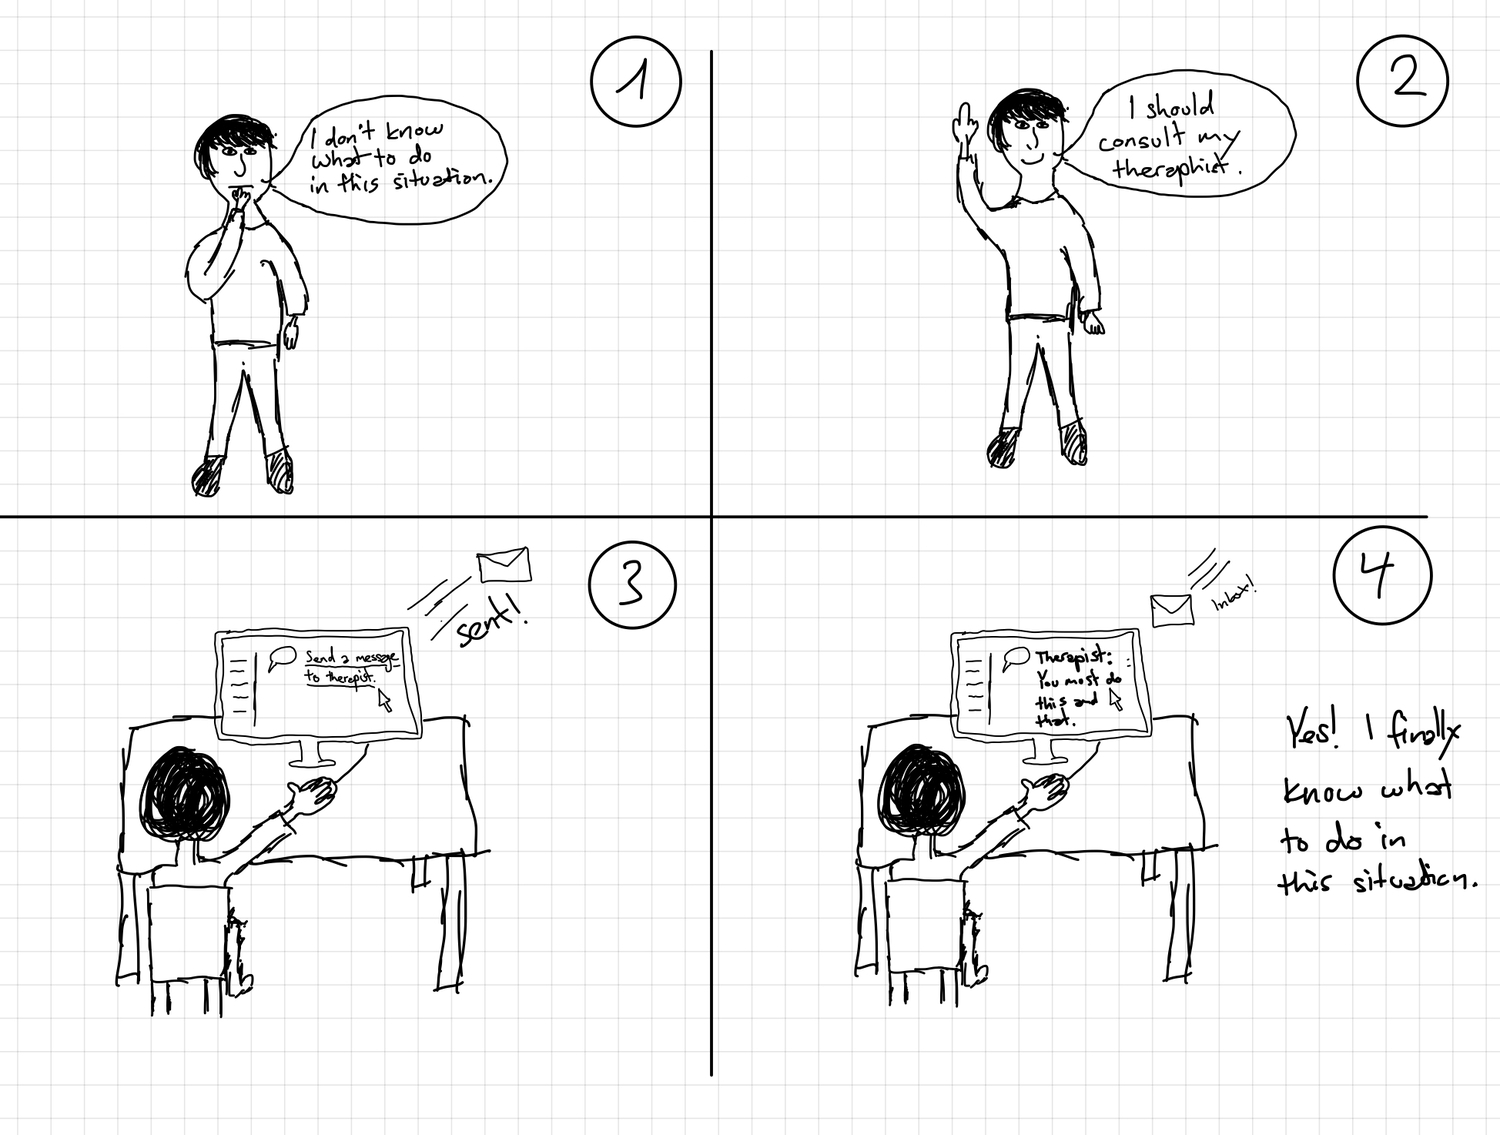 1
I don't know
what to do
in this situation.
2
I should
consult my
theraphist.
3
sent!
Send a message
to therapist.
4
Inbox!
Therapist:
You most do
this and
that.
Yes! I finally
know what
to do in
this situation.